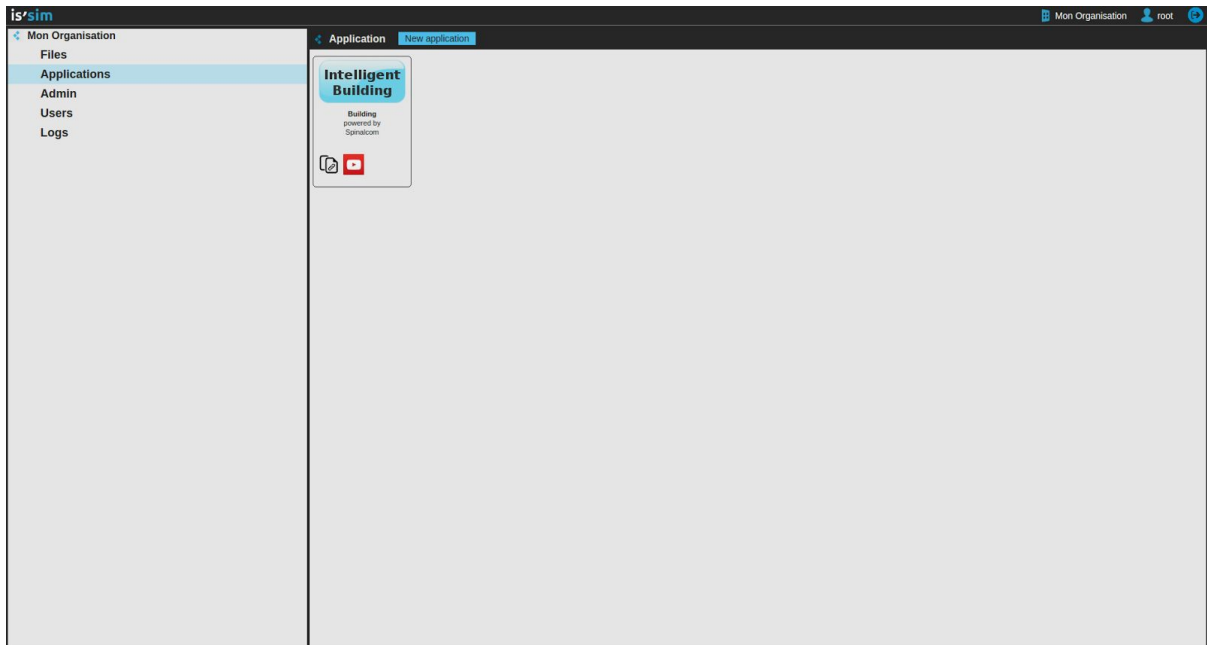 is'sim
Mon Organisation
root
Mon Organisation
Files
Applications
Admin
Users
Logs
Application
New application
Intelligent
Building
Building
powered by
Spinalcom